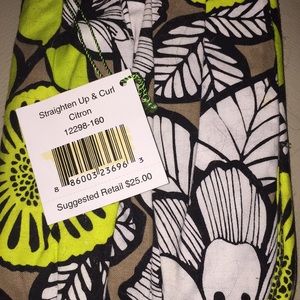 Straighten Up & Curl
Citron
12298-160
8 86003 23696 3
Suggested Retail $25.00